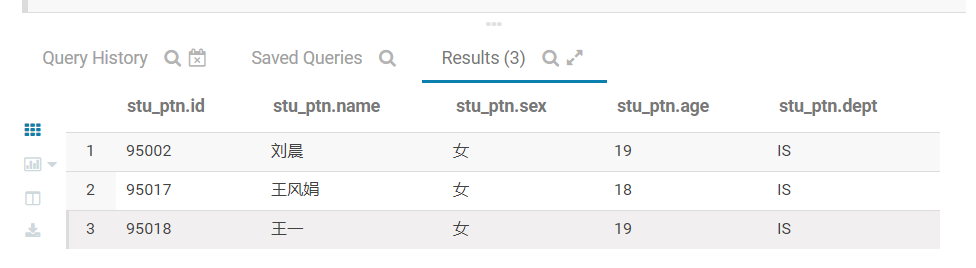 Query History Saved Queries Results (3)
stu_ptn.id stu_ptn.name stu_ptn.sex stu_ptn.age stu_ptn.dept
1 95002 刘晨 女 19 IS
2 95017 王风娟 女 18 IS
3 95018 王一 女 19 IS